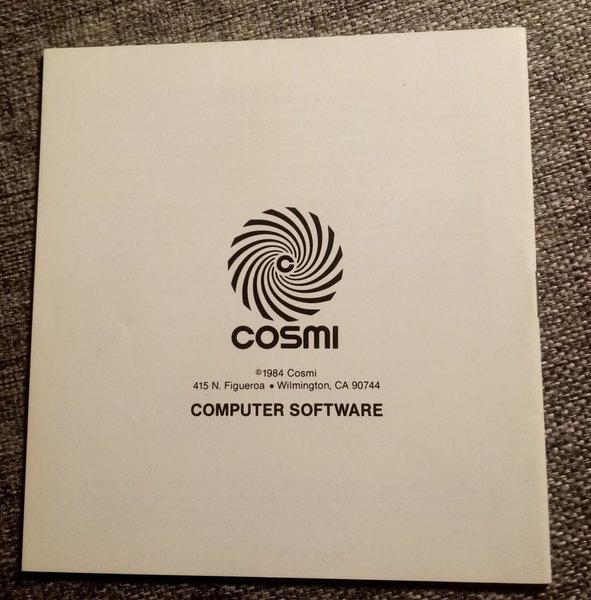 C
COSMI
©1984 Cosmi
415 N. Figueroa • Wilmington, CA 90744
COMPUTER SOFTWARE